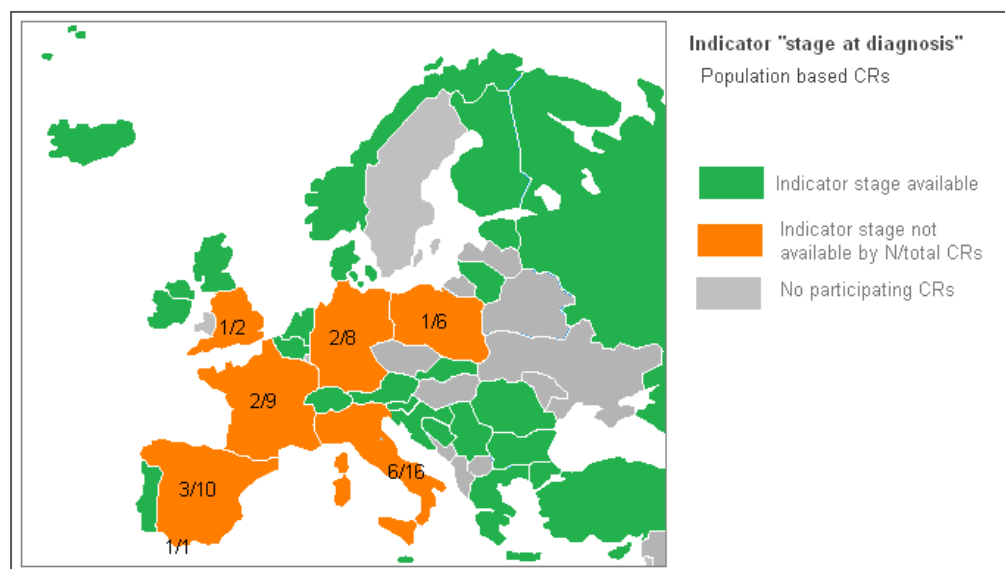 Indicator "stage at diagnosis"
Population based CRs
Indicator stage available
Indicator stage not
available by N/total CRs
No participating CRs
1/2
2/8
1/6
2/9
3/10
6/16
1/1